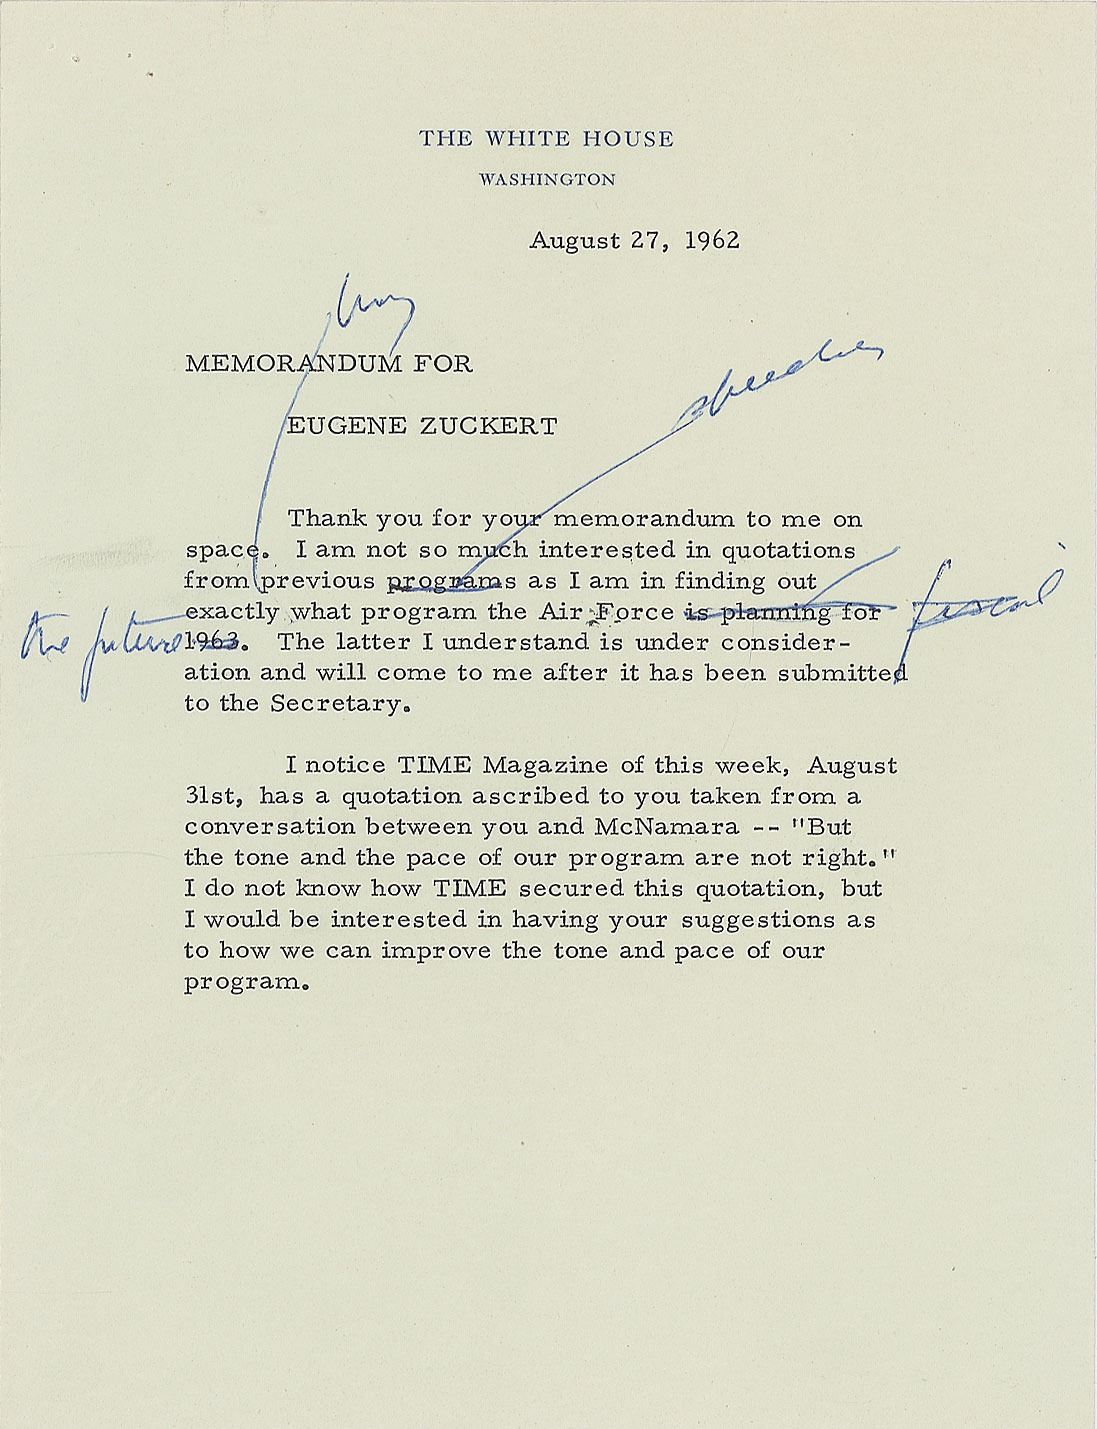 THE WHITE HOUSE
WASHINGTON
August 27, 1962
MEMORANDUM FOR
speeches
EUGENE ZUCKERT
Thank you for your memorandum to me on
space. I am not so much interested in quotations
from previous programs as I am in finding out
exactly what program the Air Force is planning for
fiscal
the future
1963. The latter I understand is under consider-
ation and will come to me after it has been submitted
to the Secretary.
I notice TIME Magazine of this week, August
31st, has a quotation ascribed to you taken from a
conversation between you and McNamara -- "But
the tone and the pace of our program are not right."
I do not know how TIME secured this quotation, but
I would be interested in having your suggestions as
to how we can improve the tone and pace of our
program.